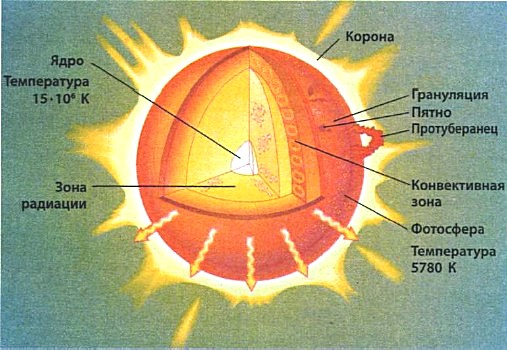 Корона
Ядро
Температура
15·10⁶ К
Грануляция
Пятно
Протуберанец
Зона
радиации
Конвективная
зона
Фотосфера
Температура
5780 К